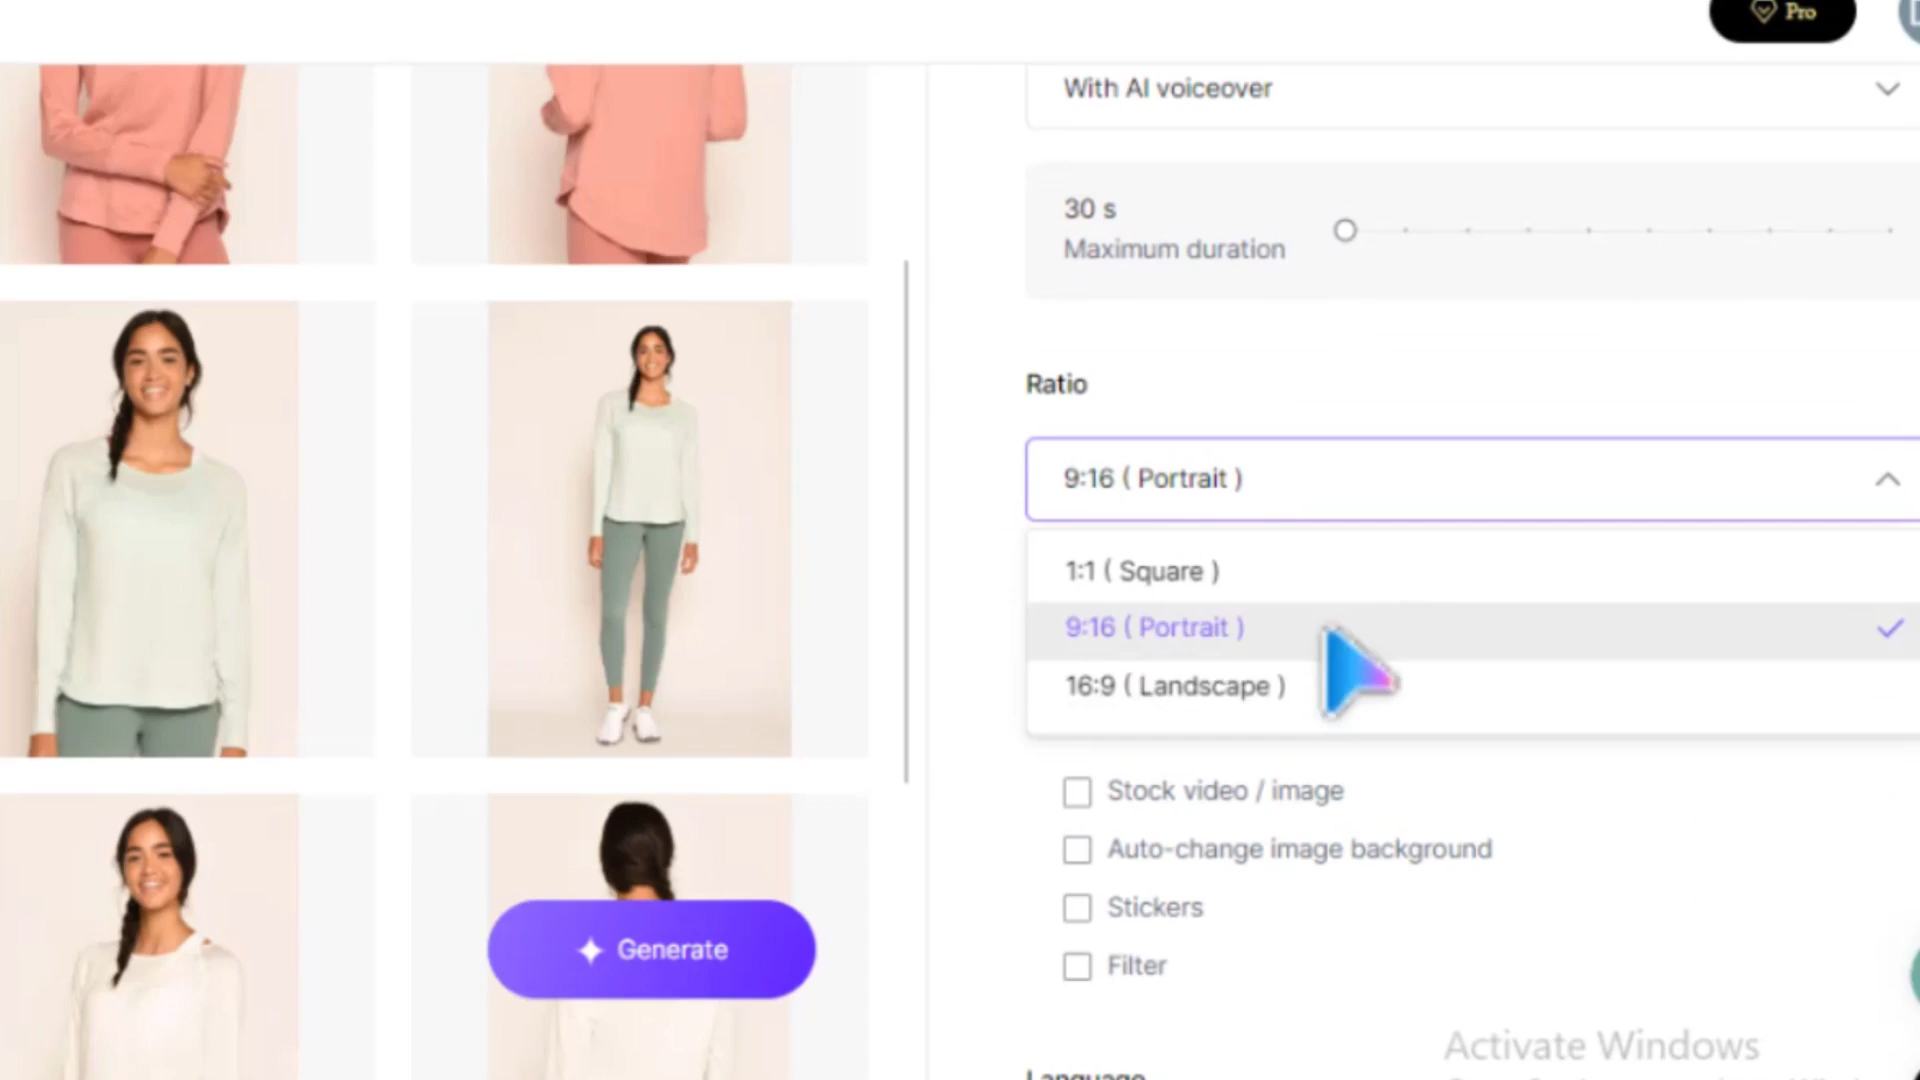 Pro
With AI voiceover
30 s
Maximum duration
Ratio
9:16 ( Portrait )
1:1 ( Square )
9:16 ( Portrait )
16:9 ( Landscape )
Stock video / image
Auto-change image background
Stickers
Filter
Generate
Activate Windows
Language